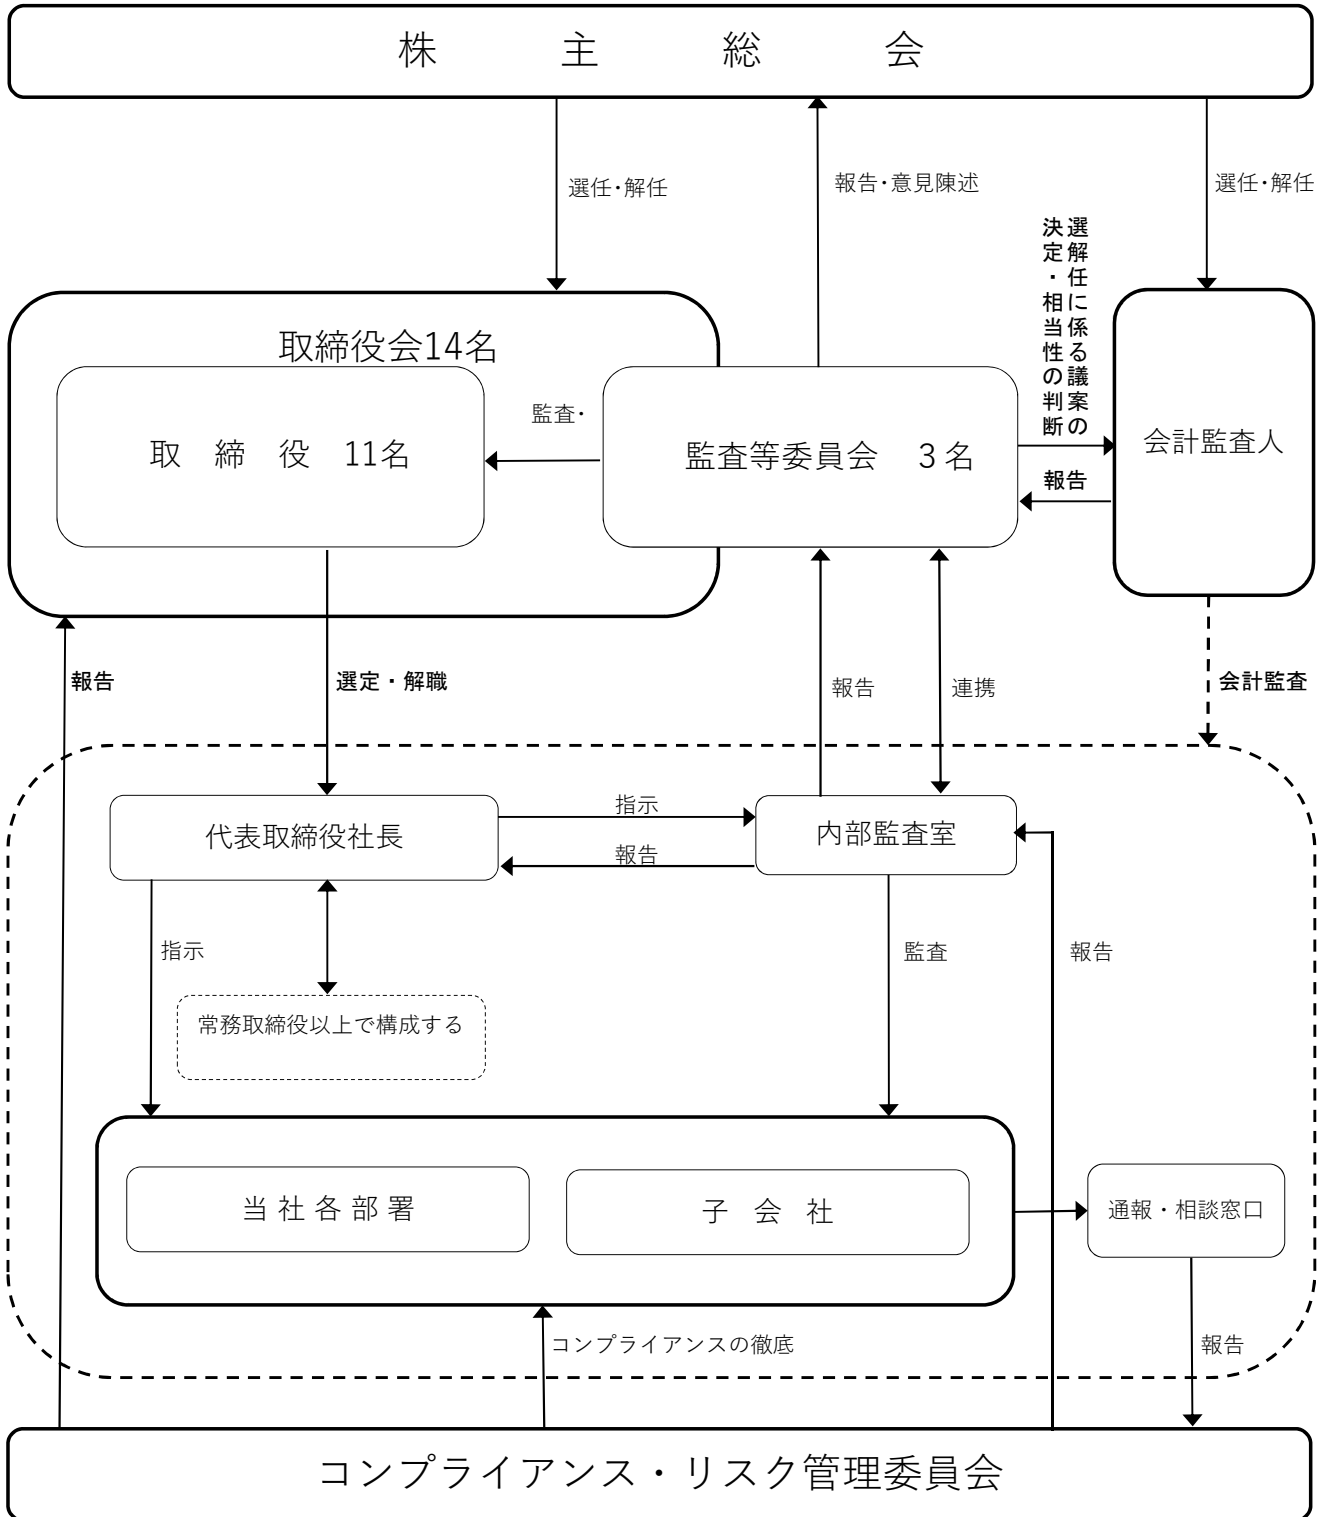 株主総会
選任・解任
報告・意見陳述
選任・解任
選解任に係る議案の
決定・相当性の判断
取締役会14名
取締役 11名
監査・
監査等委員会 3名
会計監査人
報告
報告
選定・解職
報告
連携
会計監査
代表取締役社長
指示
報告
内部監査室
指示
監査
報告
常務取締役以上で構成する
当社各部署
子会社
通報・相談窓口
コンプライアンスの徹底
報告
コンプライアンス・リスク管理委員会